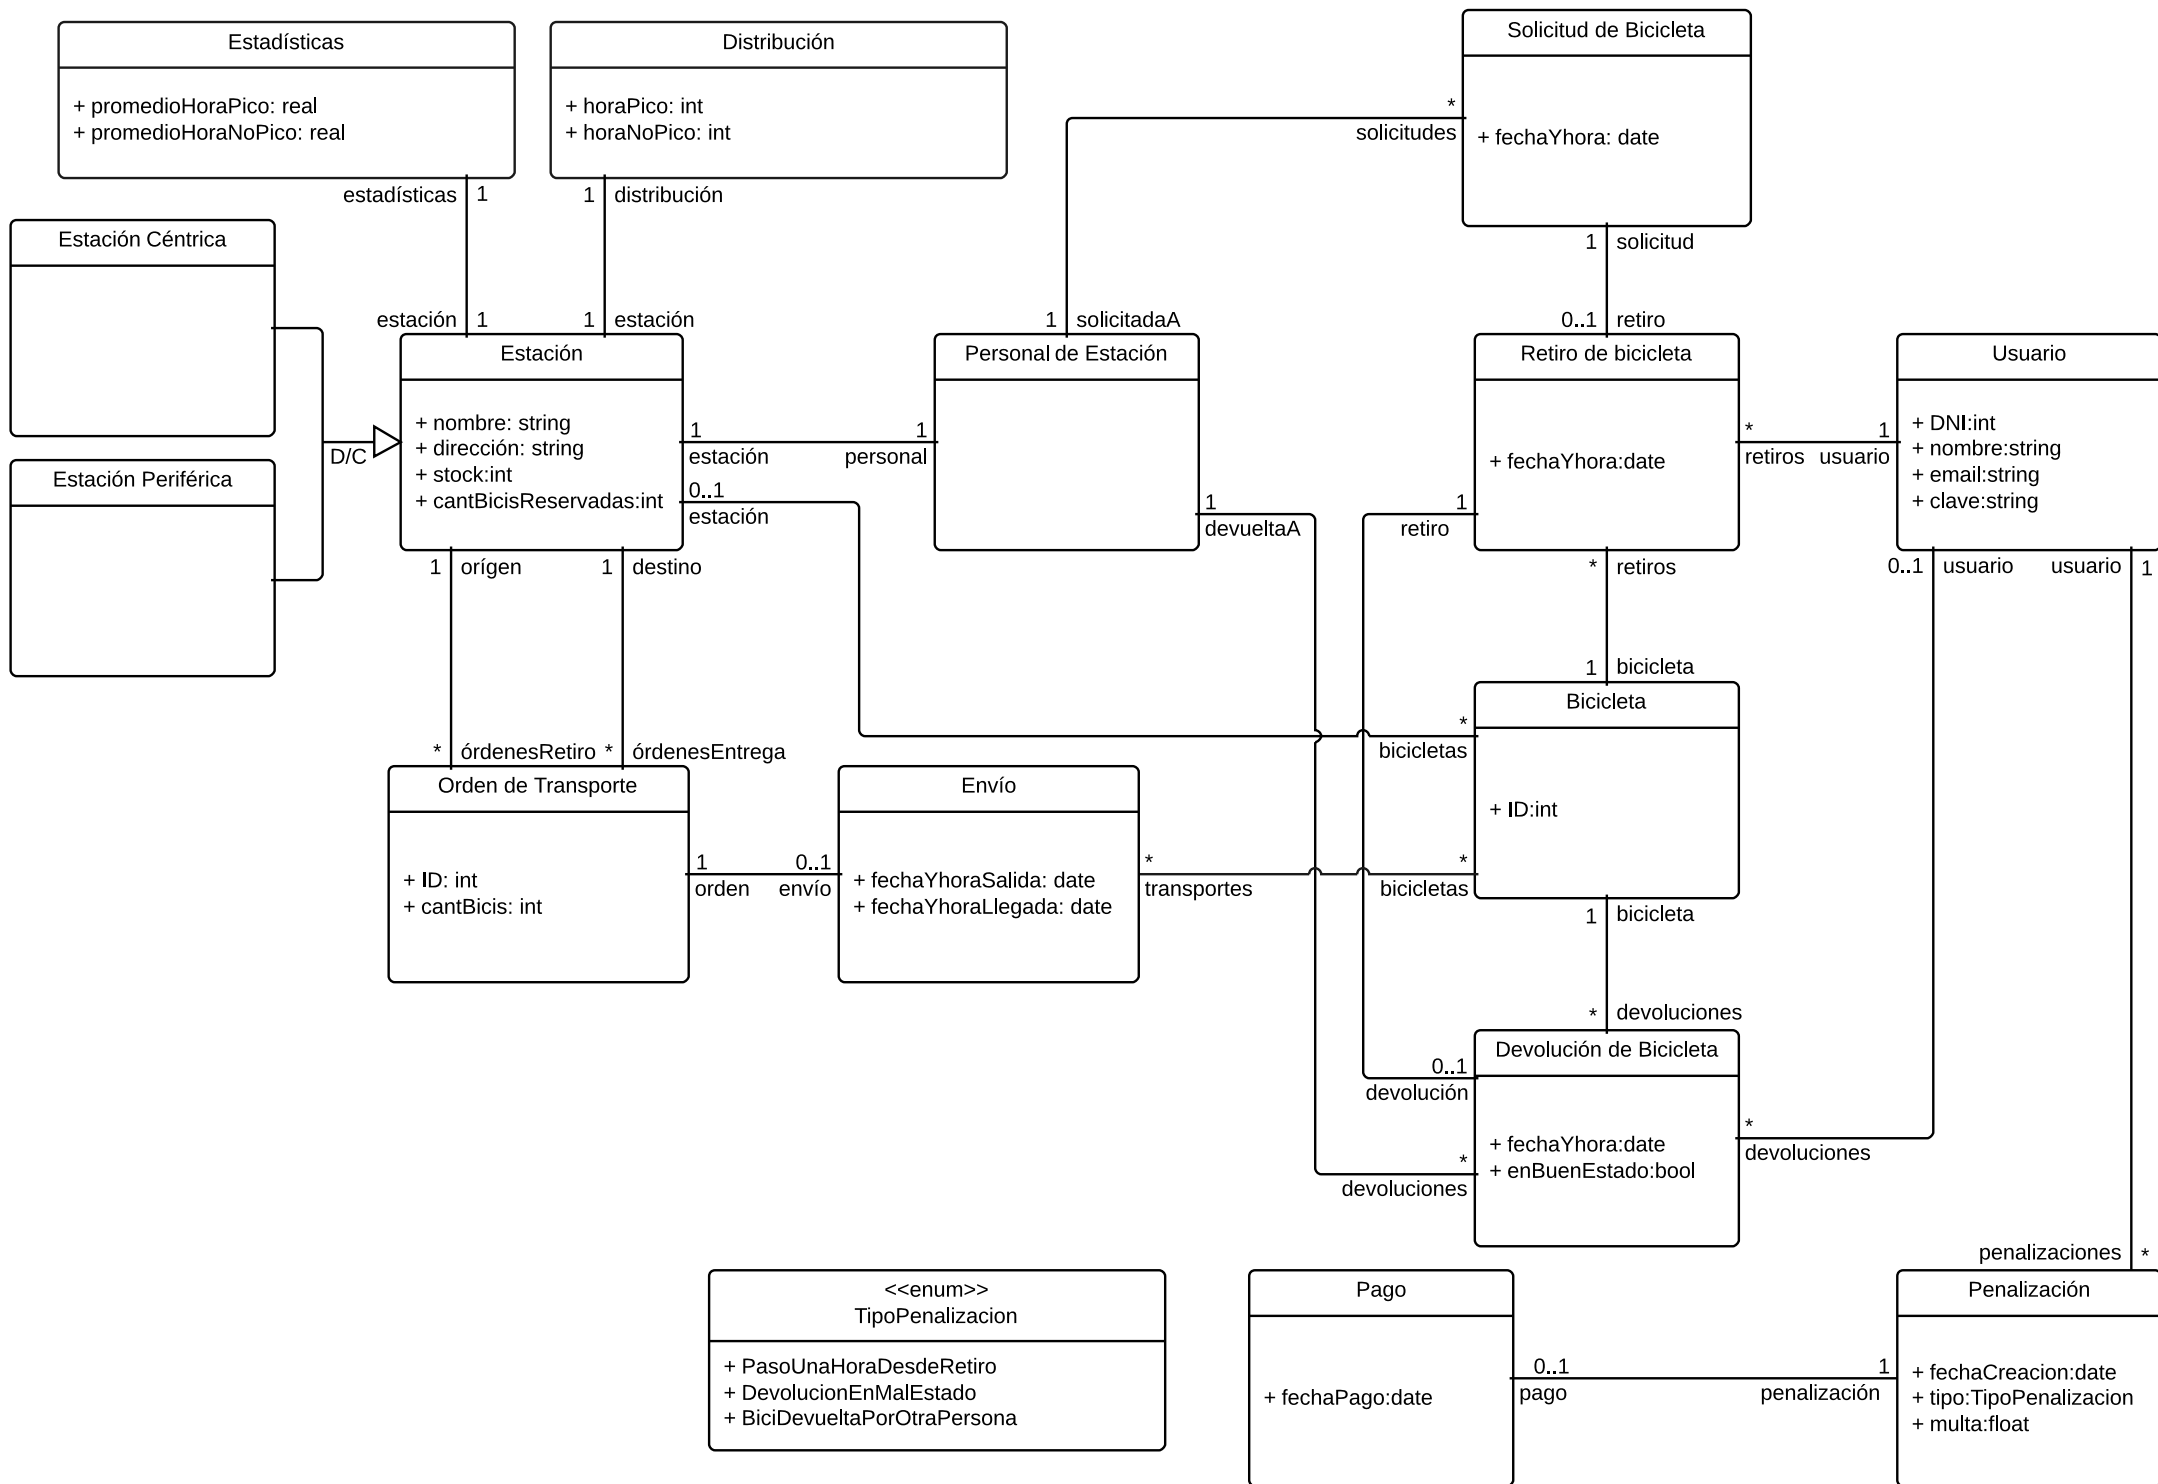 Estadísticas
+ promedioHoraPico: real
+ promedioHoraNoPico: real
Distribución
+ horaPico: int
+ horaNoPico: int
Solicitud de Bicicleta
+ fechaYhora: date
*
solicitudes
estadísticas
1
1
distribución
Estación Céntrica
1
solicitud
estación
1
1
estación
1
solicitadaA
0..1
retiro
Estación
+ nombre: string
+ dirección: string
+ stock:int
+ cantBicisReservadas:int
Personal de Estación
Retiro de bicicleta
+ fechaYhora:date
Usuario
+ DNI:int
+ nombre:string
+ email:string
+ clave:string
D/C
1
estación
1
personal
*
retiros
1
usuario
Estación Periférica
0..1
estación
1
devueltaA
1
retiro
1
orígen
1
destino
*
retiros
0..1
usuario
usuario
1
1
bicicleta
Bicicleta
+ ID:int
*
bicicletas
*
órdenesRetiro
*
órdenesEntrega
Orden de Transporte
+ ID: int
+ cantBicis: int
Envío
+ fechaYhoraSalida: date
+ fechaYhoraLlegada: date
1
orden
0..1
envío
*
transportes
*
bicicletas
1
bicicleta
*
devoluciones
Devolución de Bicicleta
+ fechaYhora:date
+ enBuenEstado:bool
0..1
devolución
*
devoluciones
*
devoluciones
penalizaciones
*
<<enum>>
TipoPenalizacion
+ PasoUnaHoraDesdeRetiro
+ DevolucionEnMalEstado
+ BiciDevueltaPorOtraPersona
Pago
+ fechaPago:date
0..1
pago
1
penalización
Penalización
+ fechaCreacion:date
+ tipo:TipoPenalizacion
+ multa:float